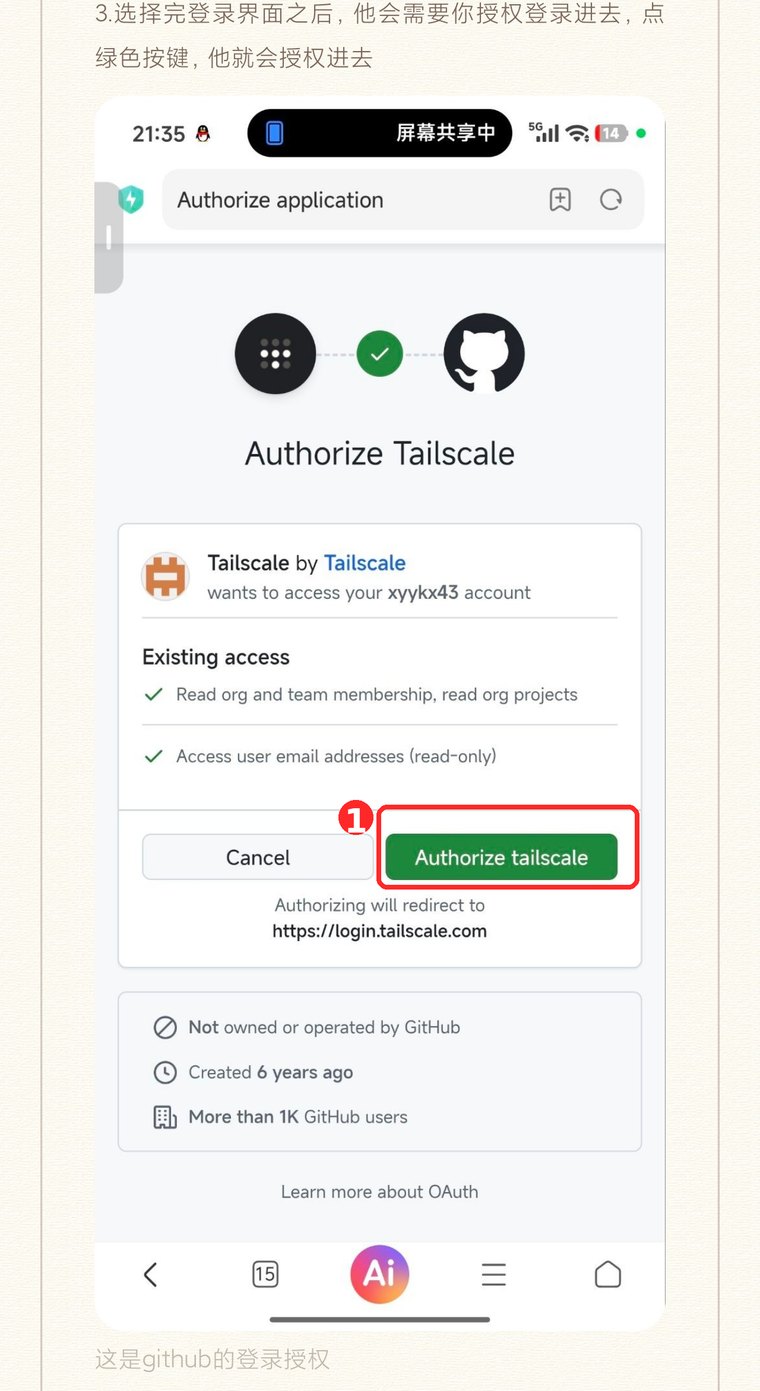 3.选择完登录界面之后，他会需要你授权登录进去，点
绿色按键，他就会授权进去
21:35
屏幕共享中
5G
14
Authorize application
Authorize Tailscale
Tailscale by Tailscale
wants to access your xyykx43 account
Existing access
Read org and team membership, read org projects
Access user email addresses (read-only)
1
Cancel
Authorize tailscale
Authorizing will redirect to
https://login.tailscale.com
Not owned or operated by GitHub
Created 6 years ago
More than 1K GitHub users
Learn more about OAuth
15
Ai
这是github的登录授权